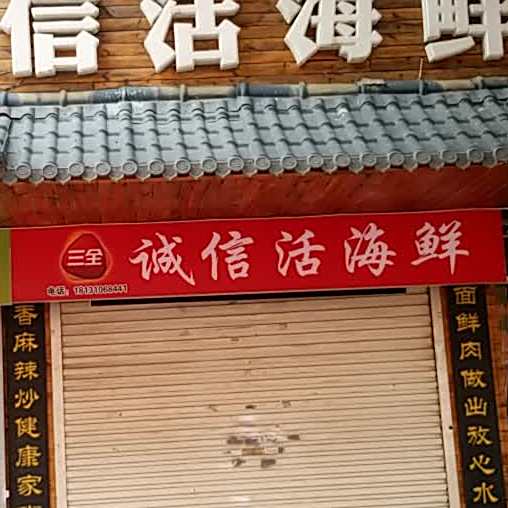 信活海鲜
三全
诚信活海鲜
电话：18131068441
香麻辣炒健康家
面鲜肉做出放心水